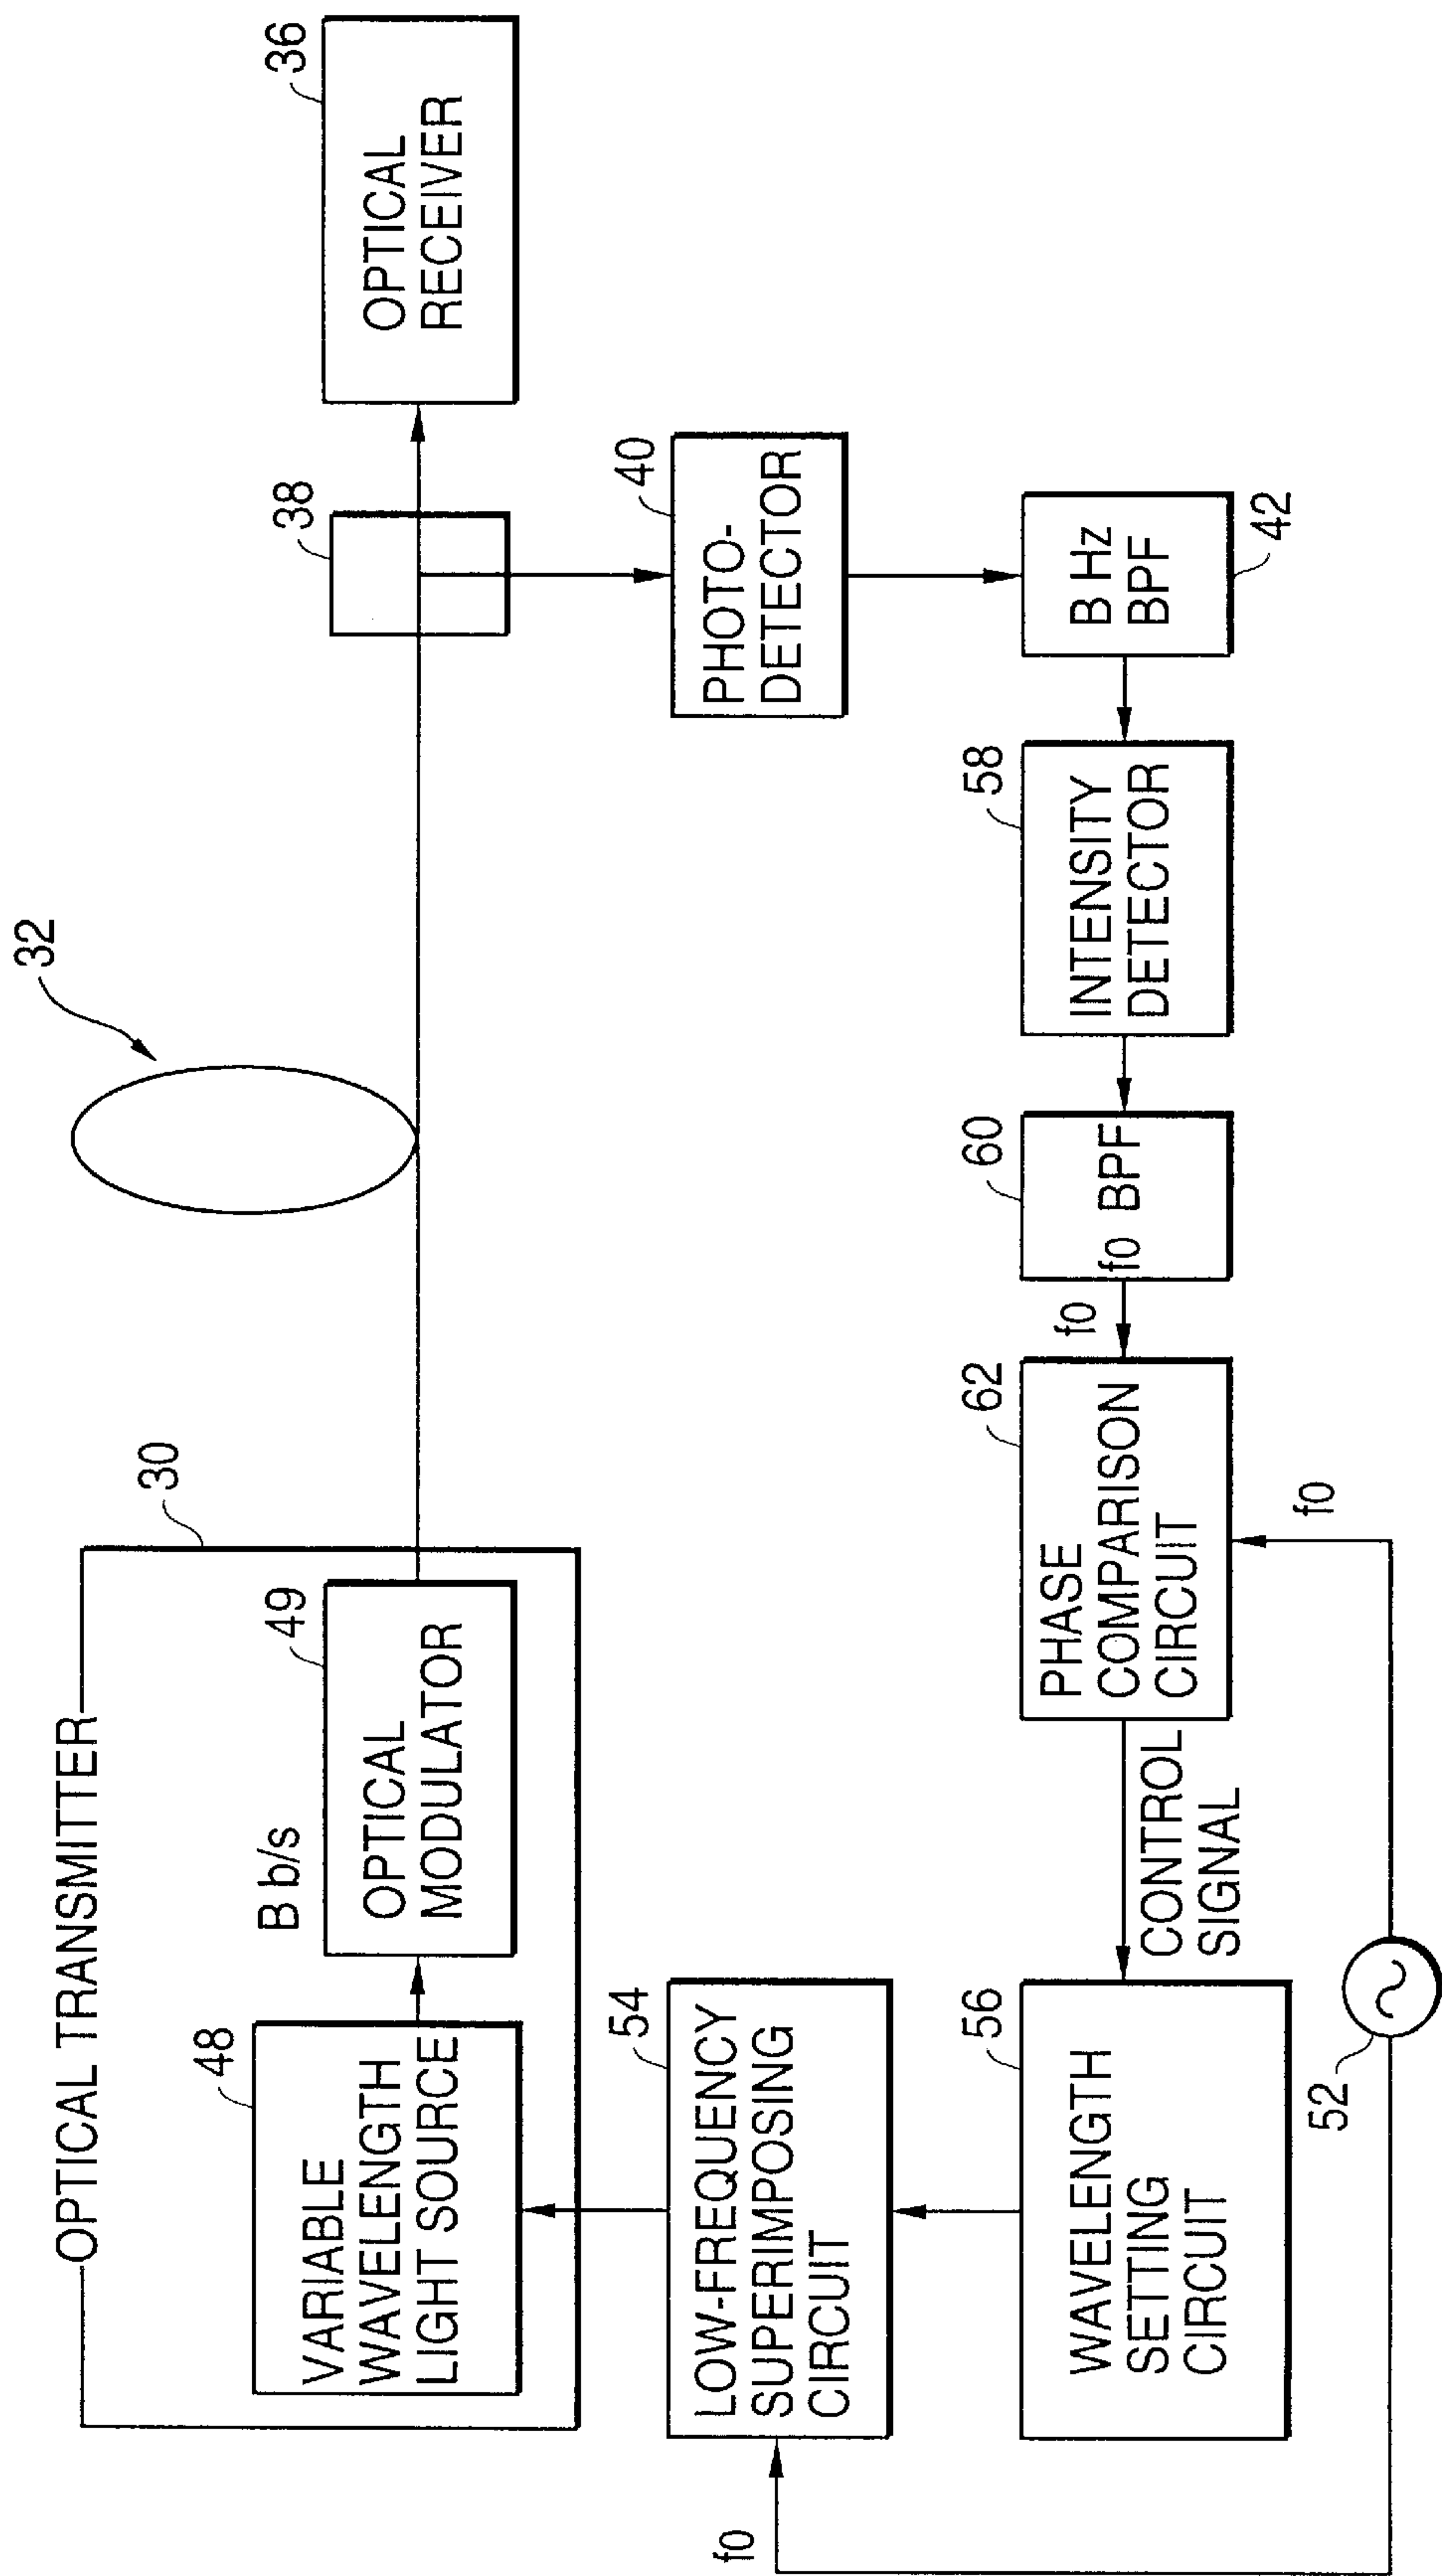 OPTICAL TRANSMITTER
30
48
VARIABLE
WAVELENGTH
LIGHT SOURCE
B b/s
49
OPTICAL
MODULATOR
32
38
36
OPTICAL
RECEIVER
40
PHOTO-
DETECTOR
B Hz
BPF
42
58
INTENSITY
DETECTOR
60
f0 BPF
f0
62
PHASE
COMPARISON
CIRCUIT
f0
CONTROL
SIGNAL
56
WAVELENGTH
SETTING
CIRCUIT
54
LOW-FREQUENCY
SUPERIMPOSING
CIRCUIT
f0
52